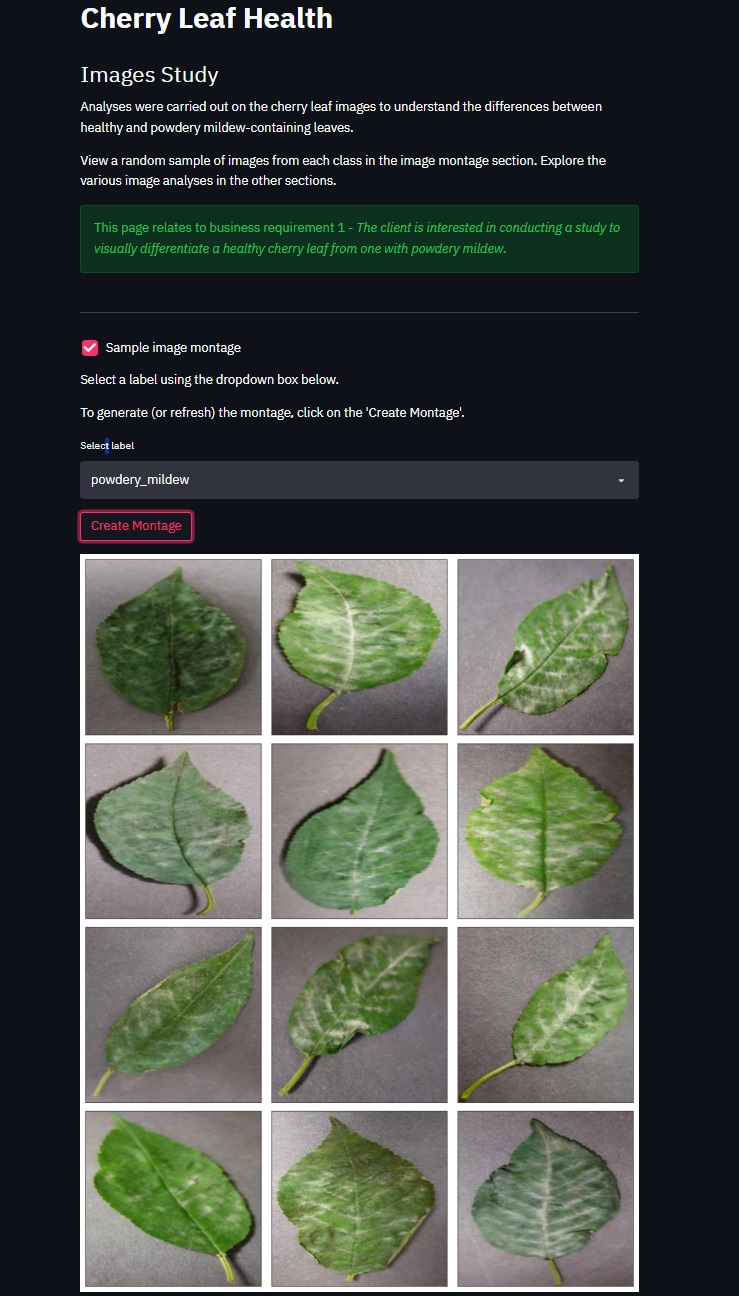 Cherry Leaf Health
Images Study
Analyses were carried out on the cherry leaf images to understand the differences between
healthy and powdery mildew-containing leaves.
View a random sample of images from each class in the image montage section. Explore the
various image analyses in the other sections.
This page relates to business requirement 1 - The client is interested in conducting a study to
visually differentiate a healthy cherry leaf from one with powdery mildew.
Sample image montage
Select a label using the dropdown box below.
To generate (or refresh) the montage, click on the 'Create Montage'.
Select label
powdery_mildew
Create Montage